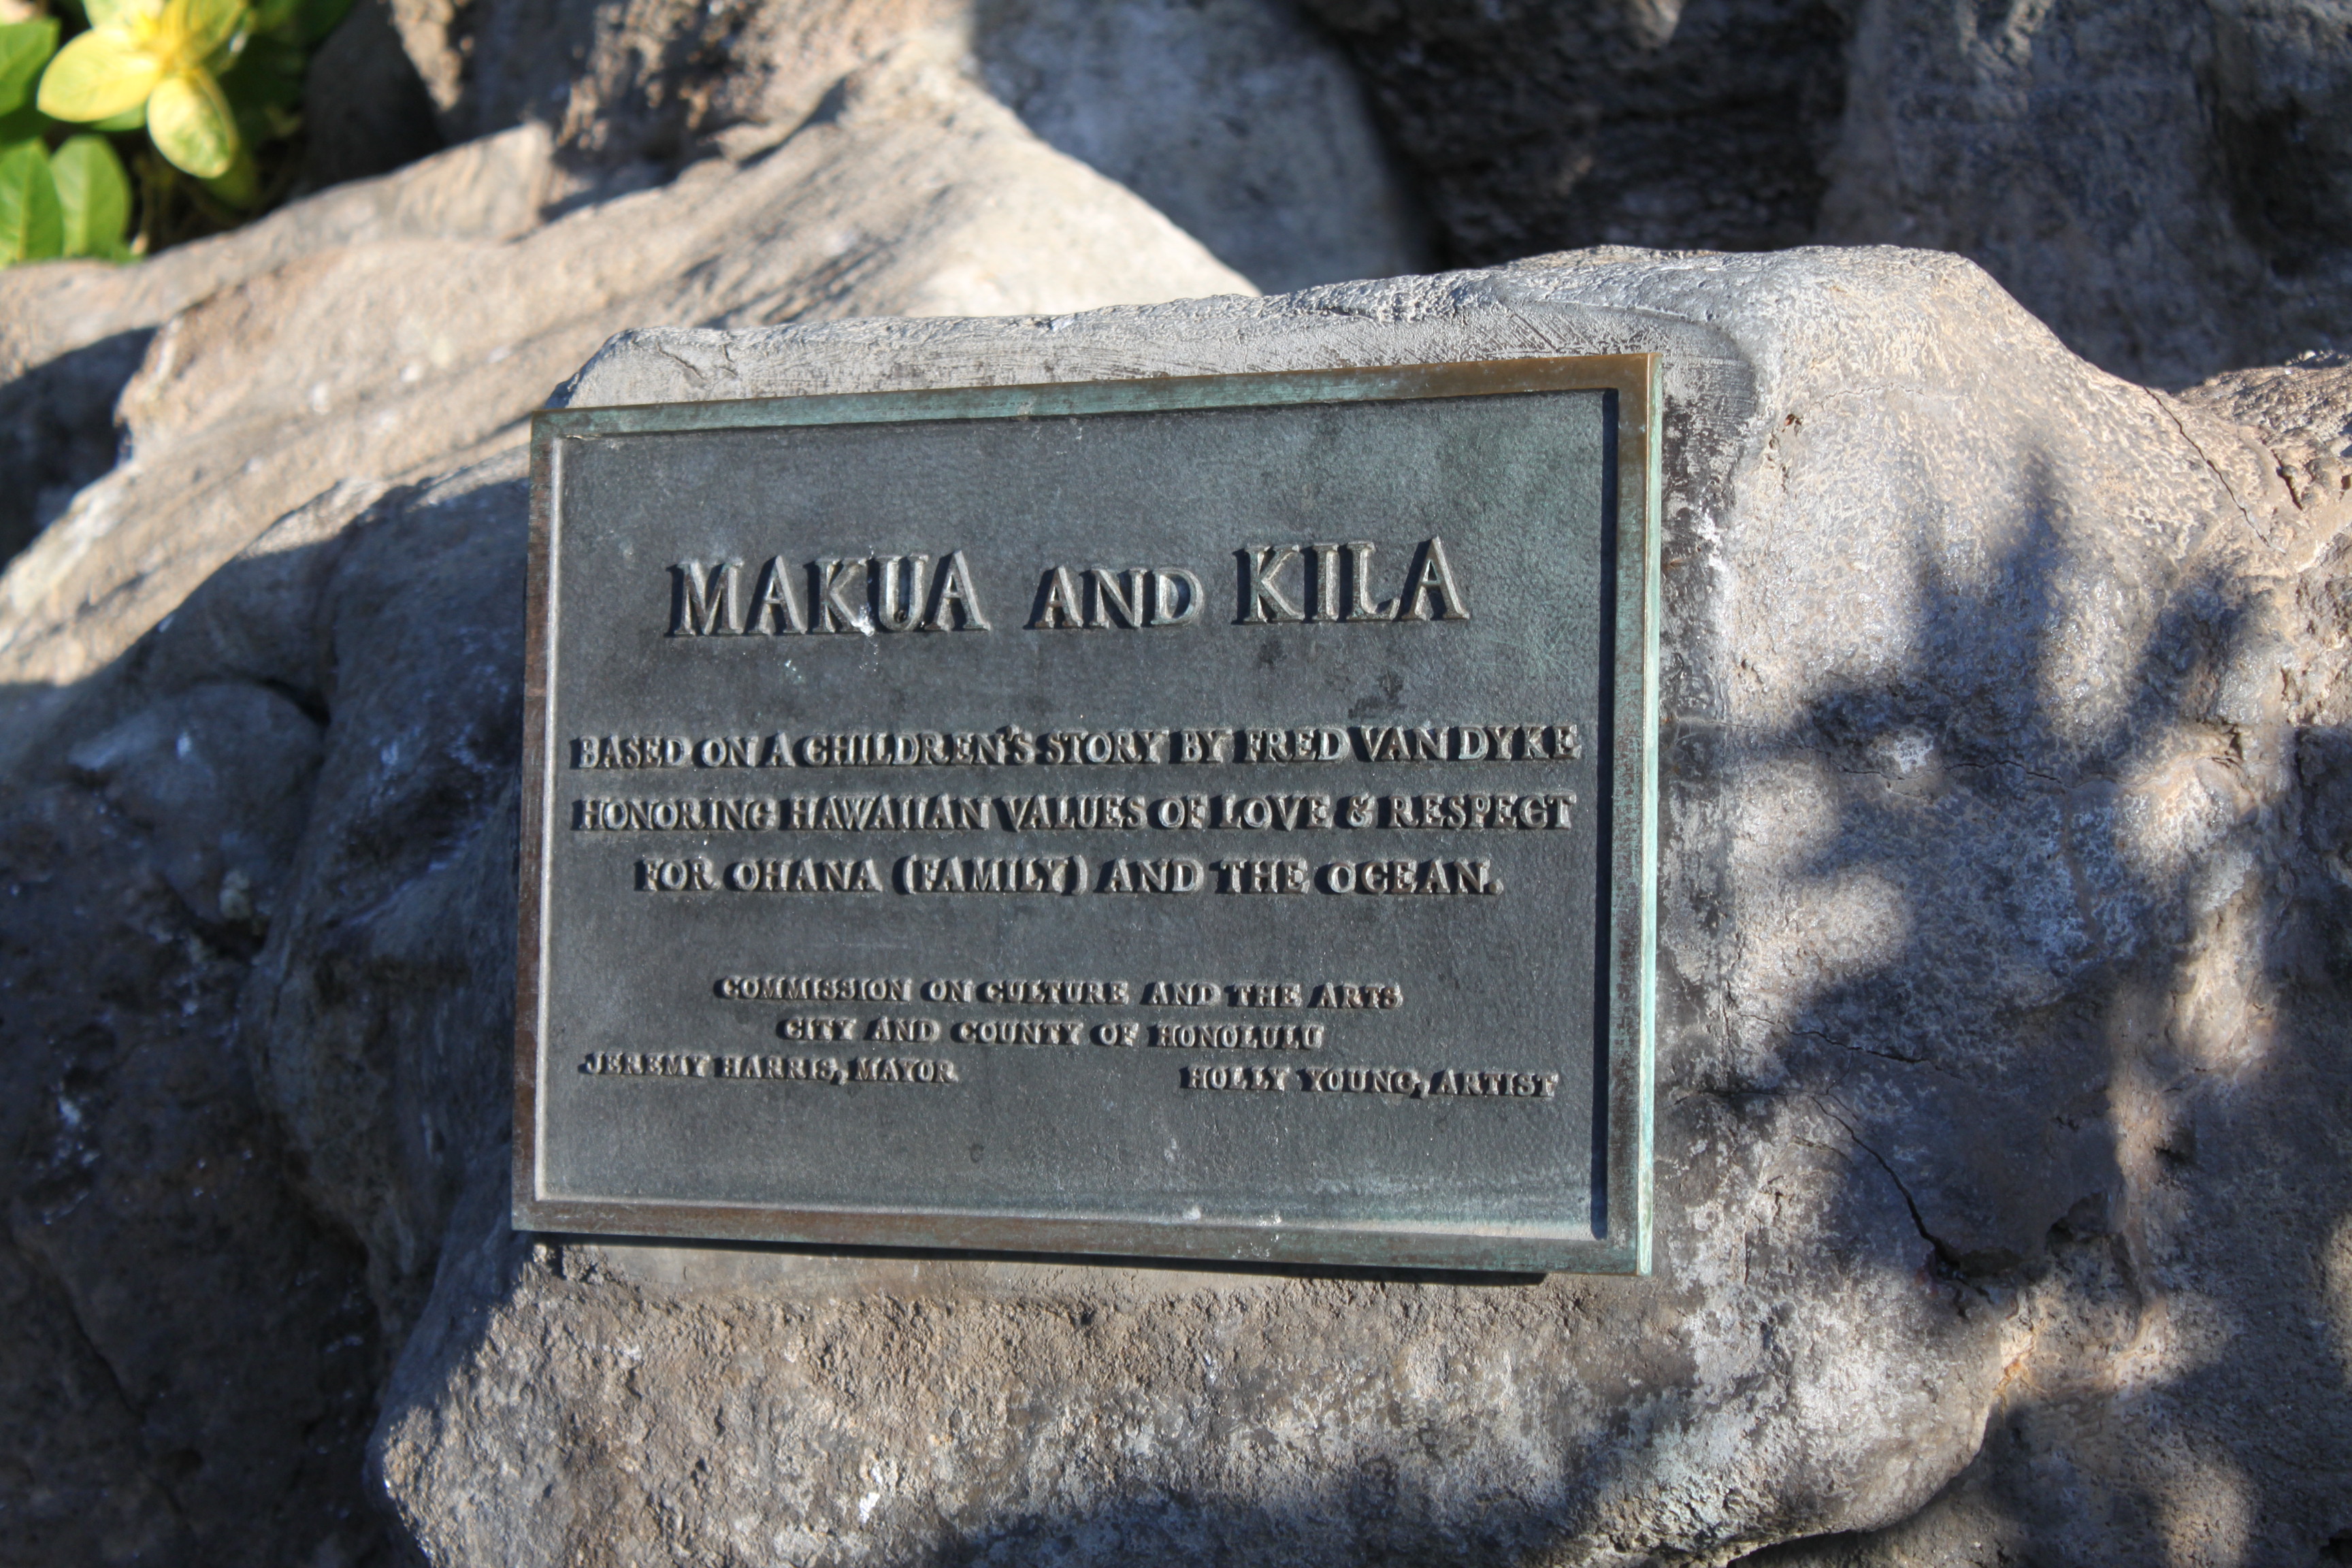 MAKUA AND KILA
BASED ON A CHILDREN'S STORY BY FRED VAN DYKE
HONORING HAWAIIAN VALUES OF LOVE & RESPECT
FOR OHANA (FAMILY) AND THE OCEAN.
COMMISSION ON CULTURE AND THE ARTS
CITY AND COUNTY OF HONOLULU
JEREMY HARRIS, MAYOR HOLLY YOUNG, ARTIST